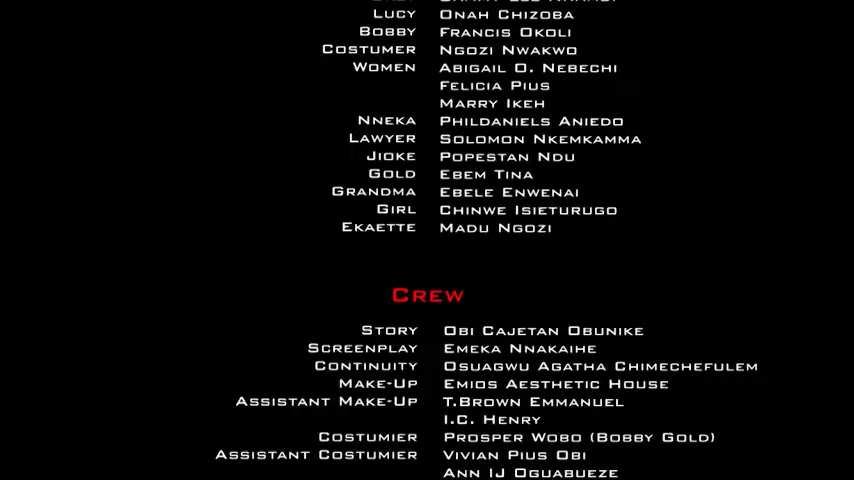 Lucy Onah Chizoba
Bobby Francis Okoli
Costumer Ngozi Nwakwo
Women Abigail O. Nebechi
Felicia Pius
Marry Ikeh
Nneka Phildaniels Aniedo
Lawyer Solomon Nkemkamma
Jioke Popestan Ndu
Gold Ebem Tina
Grandma Ebele Enwenai
Girl Chinwe Isieturugo
Ekaette Madu Ngozi
Crew
Story Obi Cajetan Obunike
Screenplay Emeka Nnakaihe
Continuity Osuagwu Agatha Chimechefulem
Make-Up Emios Aesthetic House
Assistant Make-Up T.Brown Emmanuel
I.C. Henry
Costumier Prosper Wobo (Bobby Gold)
Assistant Costumier Vivian Pius Obi
Ann IJ Oguabueze